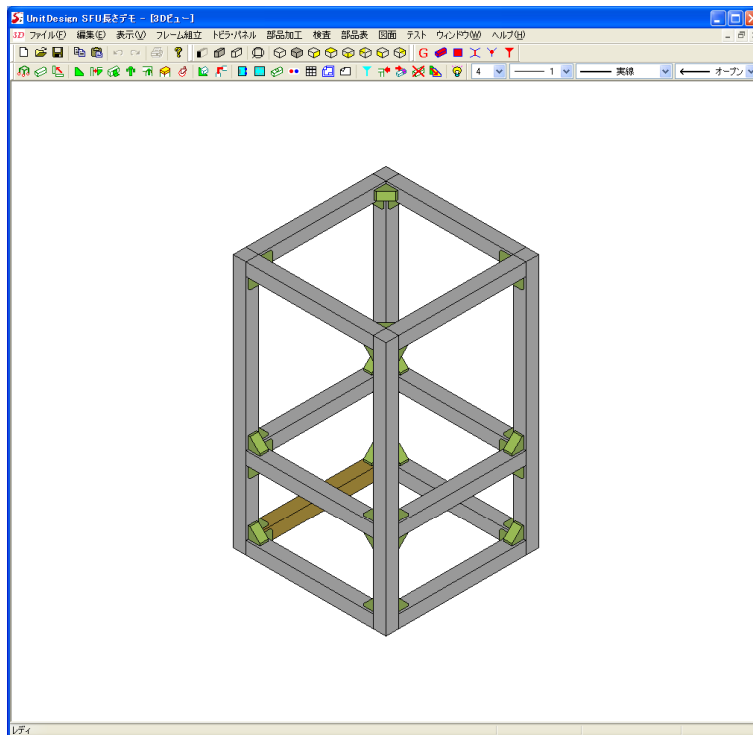 UnitDesign SFU長さデモ - [3Dビュー]
3D ファイル(F) 編集(E) 表示(V) フレーム組立 トビラ・パネル 部品加工 検査 部品表 図面 テスト ウィンドウ(W) ヘルプ(H)
G
4 1 実線 オープン
レディ